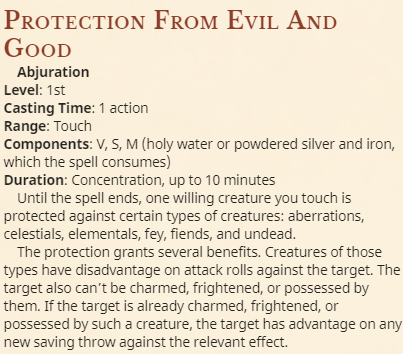 Protection From Evil And
Good
Abjuration
Level: 1st
Casting Time: 1 action
Range: Touch
Components: V, S, M (holy water or powdered silver and iron,
which the spell consumes)
Duration: Concentration, up to 10 minutes
Until the spell ends, one willing creature you touch is
protected against certain types of creatures: aberrations,
celestials, elementals, fey, fiends, and undead.
The protection grants several benefits. Creatures of those
types have disadvantage on attack rolls against the target. The
target also can't be charmed, frightened, or possessed by
them. If the target is already charmed, frightened, or
possessed by such a creature, the target has advantage on any
new saving throw against the relevant effect.